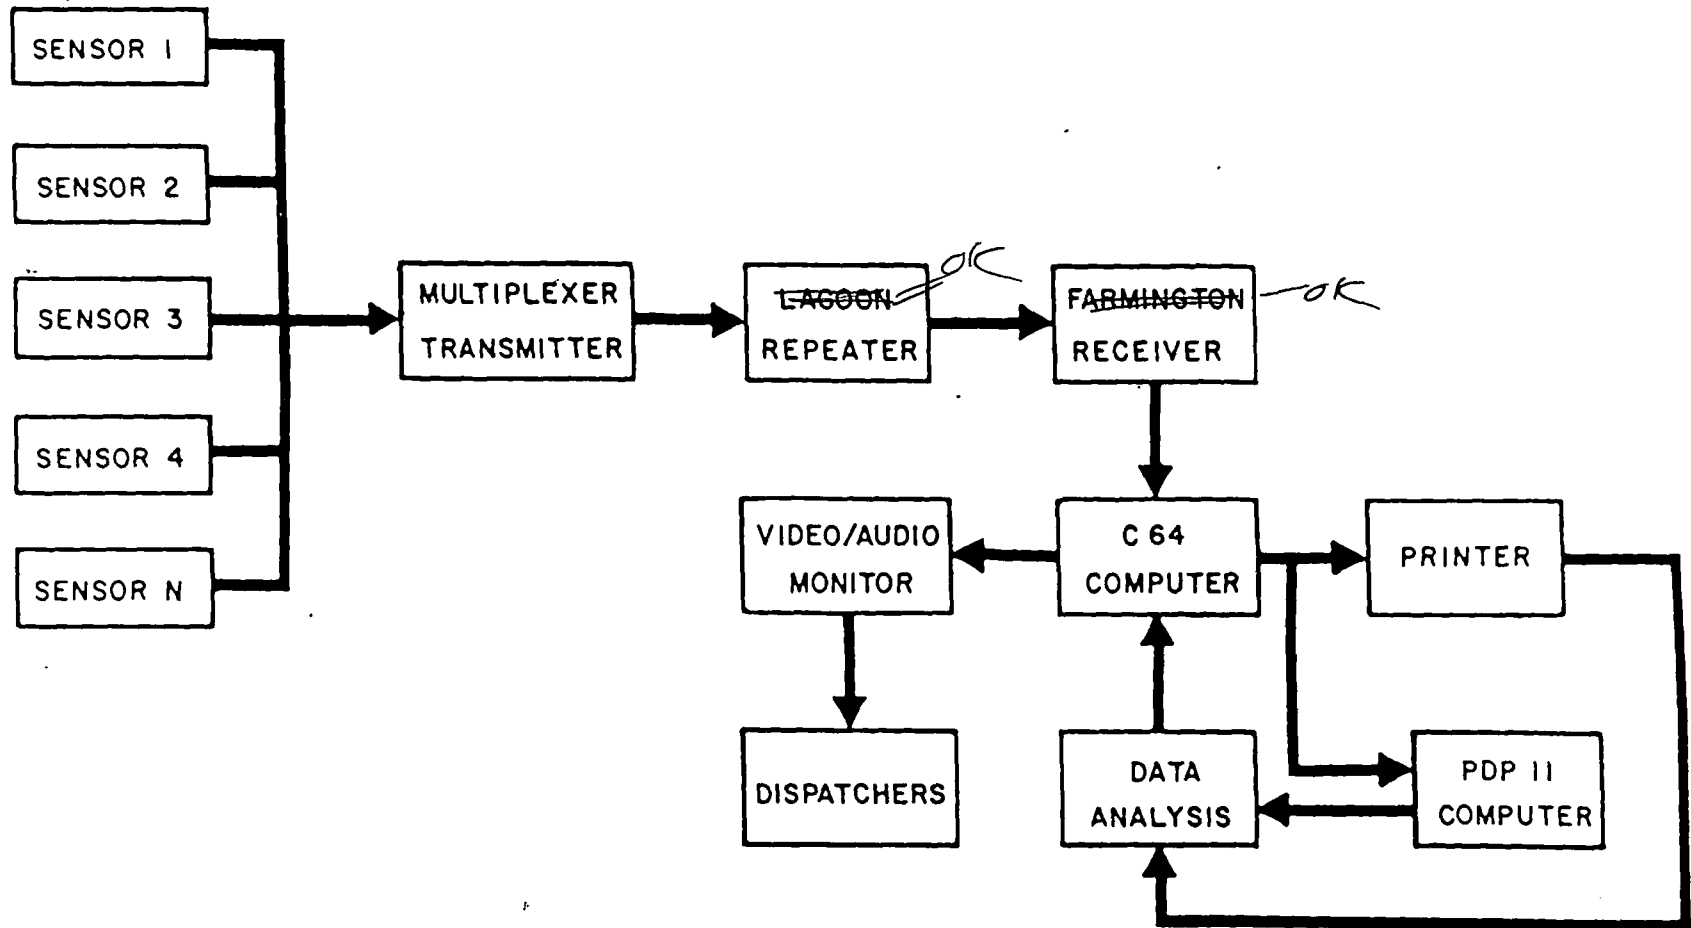 SENSOR 1
SENSOR 2
SENSOR 3
SENSOR 4
SENSOR N
MULTIPLEXER
TRANSMITTER
LAGOON
OK
REPEATER
FARMINGTON
OK
RECEIVER
VIDEO/AUDIO
MONITOR
C 64
COMPUTER
PRINTER
DISPATCHERS
DATA
ANALYSIS
PDP 11
COMPUTER